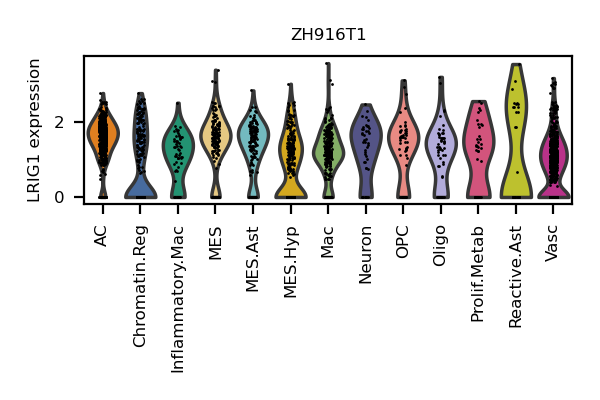 ZH916T1
LRIG1 expression
2
0
AC
Chromatin.Reg
Inflammatory.Mac
MES
MES.Ast
MES.Hyp
Mac
Neuron
OPC
Oligo
Prolif.Metab
Reactive.Ast
Vasc